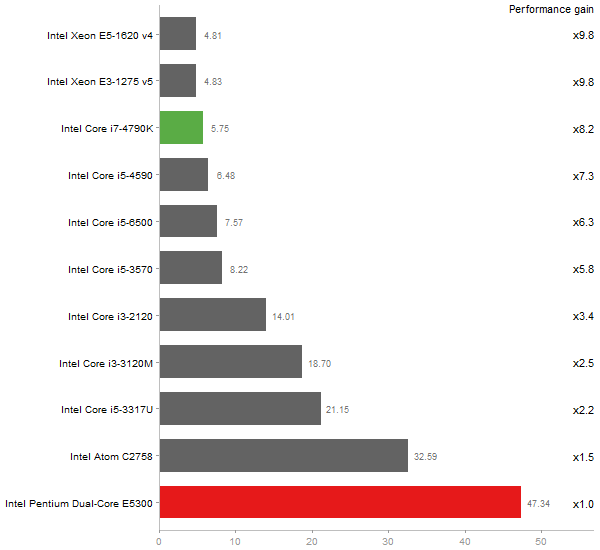 Performance gain
Intel Xeon E5-1620 v4 4.81 x9.8
Intel Xeon E3-1275 v5 4.83 x9.8
Intel Core i7-4790K 5.75 x8.2
Intel Core i5-4590 6.48 x7.3
Intel Core i5-6500 7.57 x6.3
Intel Core i5-3570 8.22 x5.8
Intel Core i3-2120 14.01 x3.4
Intel Core i3-3120M 18.70 x2.5
Intel Core i5-3317U 21.15 x2.2
Intel Atom C2758 32.59 x1.5
Intel Pentium Dual-Core E5300 47.34 x1.0
0 10 20 30 40 50